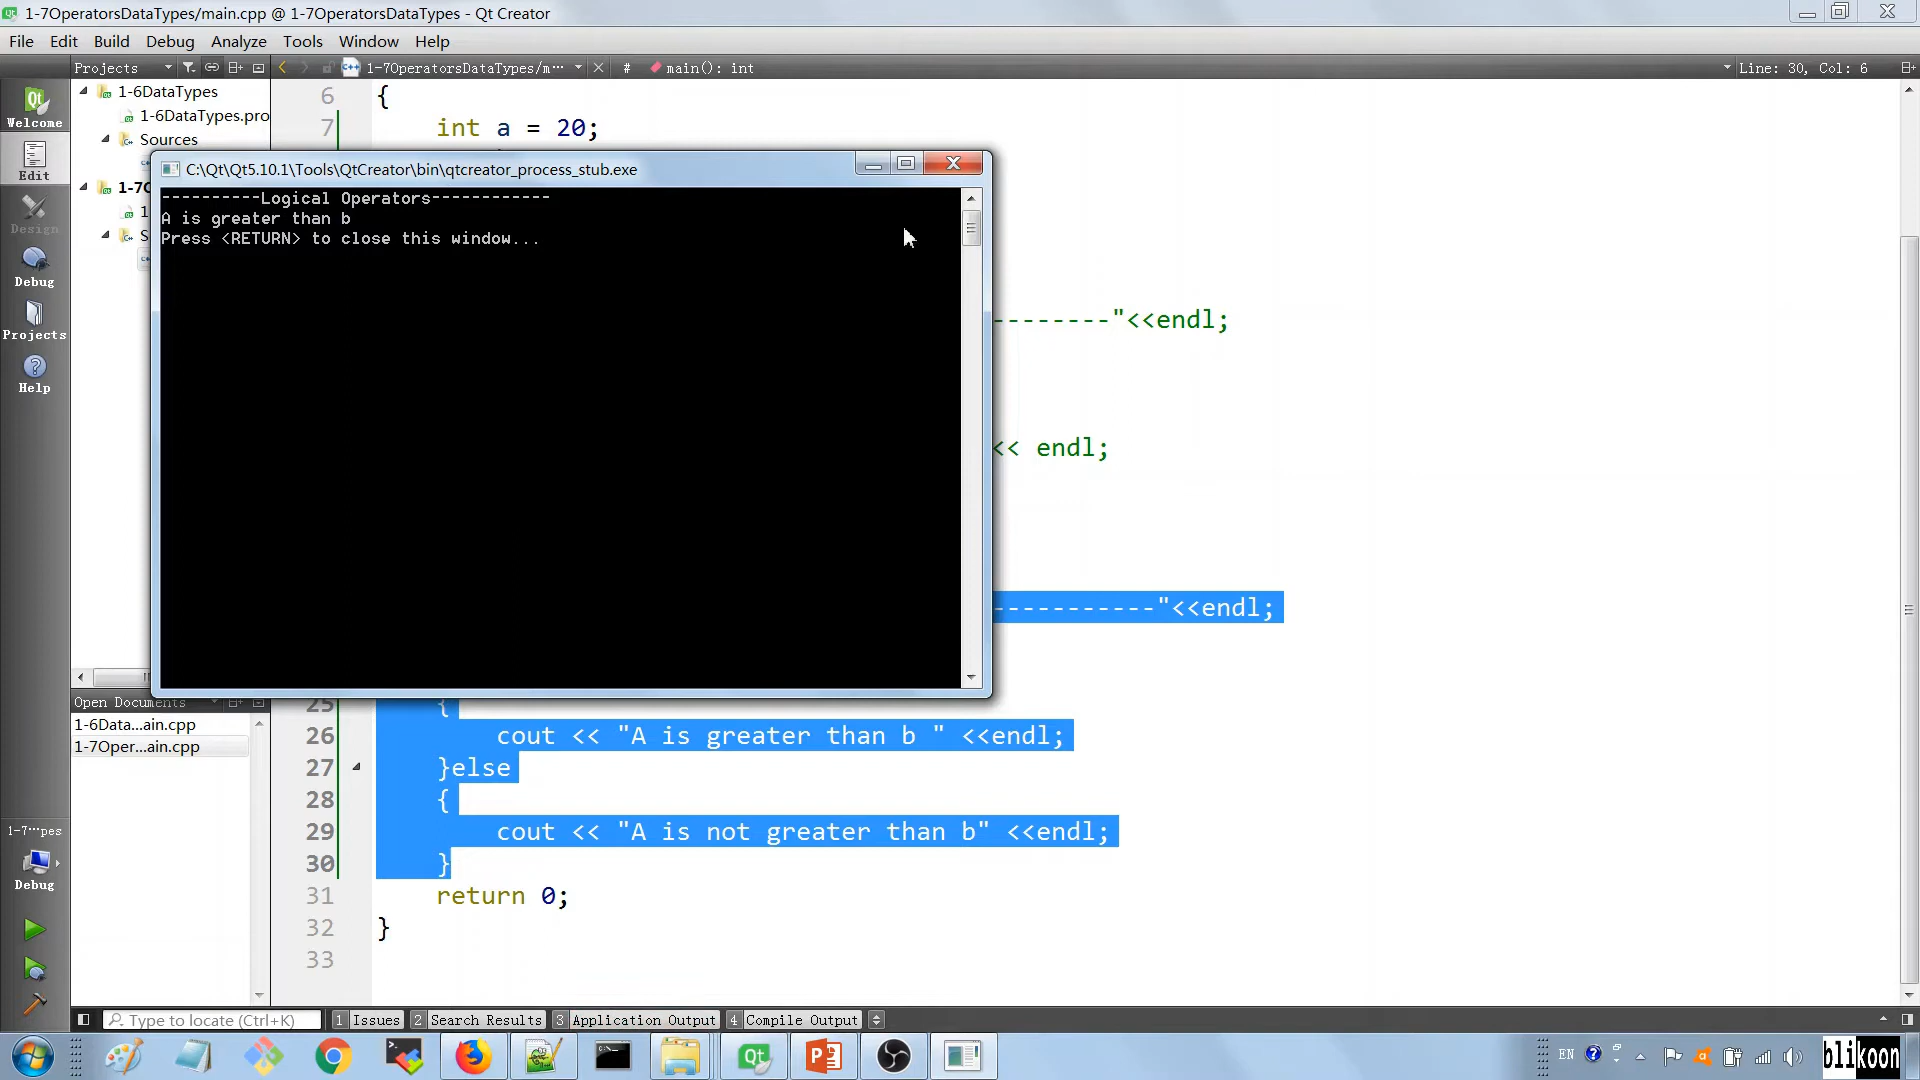 1-7OperatorsDataTypes/main.cpp @ 1-7OperatorsDataTypes - Qt Creator
File Edit Build Debug Analyze Tools Window Help
Projects 1-7OperatorsDataTypes/m··· # main(): int Line: 30, Col: 6
1-6DataTypes
1-6DataTypes.pro
Sources
Welcome
Edit
Design
Debug
Projects
Help
6 {
7 int a = 20;
C:\Qt\Qt5.10.1\Tools\QtCreator\bin\qtcreator_process_stub.exe
----------Logical Operators------------
A is greater than b
Press <RETURN> to close this window...
--------"<<endl;
<< endl;
-----------"<<endl;
25 {
26 cout << "A is greater than b " <<endl;
27 }else
28 {
29 cout << "A is not greater than b" <<endl;
30 }
31 return 0;
32 }
33
Open Documents
1-6Data...ain.cpp
1-7Oper...ain.cpp
1-7···pes
Debug
Type to locate (Ctrl+K) 1 Issues 2 Search Results 3 Application Output 4 Compile Output
EN
blikoon